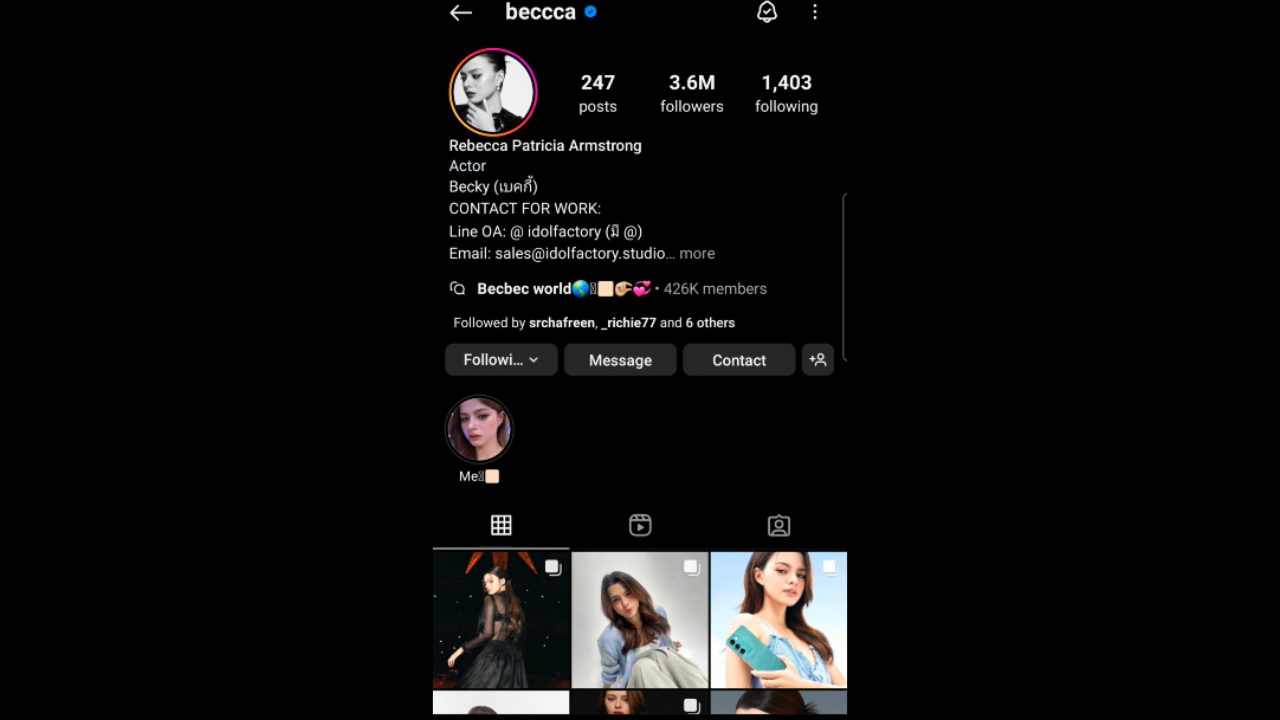 beccca
247 3.6M 1,403
posts followers following
Rebecca Patricia Armstrong
Actor
Becky (เบคกี้)
CONTACT FOR WORK:
Line OA: @ idolfactory (มี @)
Email: sales@idolfactory.studio... more
Becbec world🌎🏻🤏🏼💞 • 426K members
Followed by srchafreen, _richie77 and 6 others
Followi... Message Contact
Me🏻